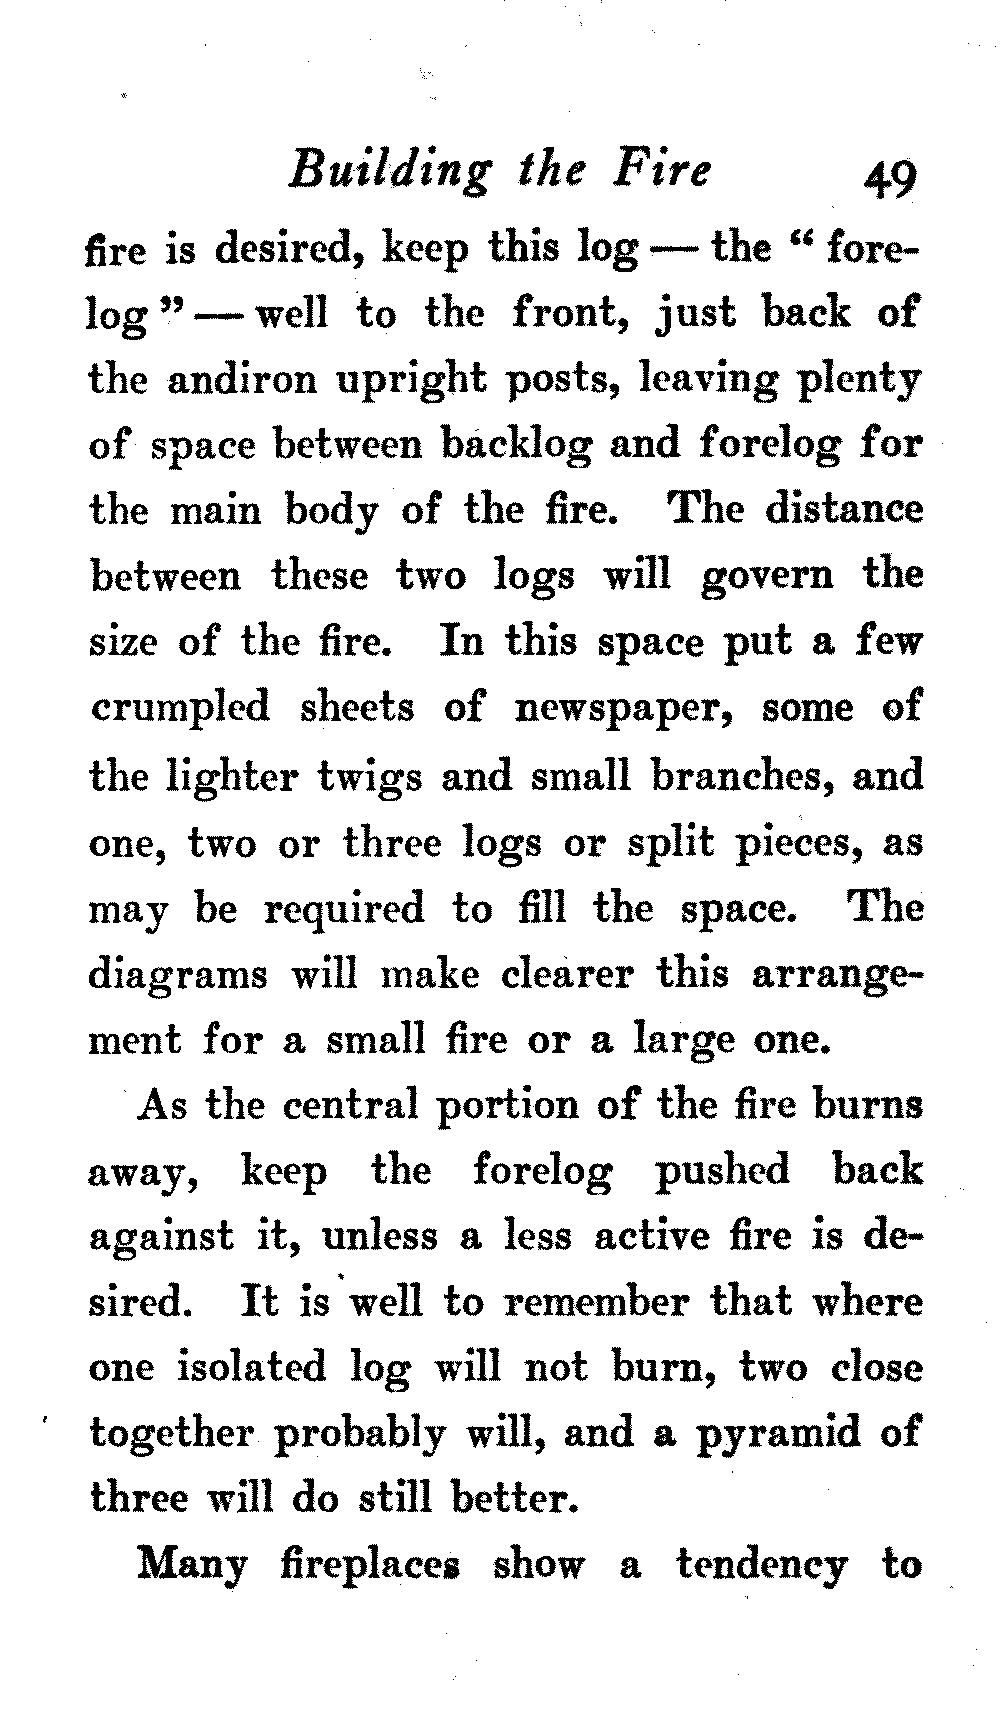 Building the Fire 49
fire is desired, keep this log — the “ fore-
log ” — well to the front, just back of
the andiron upright posts, leaving plenty
of space between backlog and forelog for
the main body of the fire. The distance
between these two logs will govern the
size of the fire. In this space put a few
crumpled sheets of newspaper, some of
the lighter twigs and small branches, and
one, two or three logs or split pieces, as
may be required to fill the space. The
diagrams will make clearer this arrange-
ment for a small fire or a large one.
As the central portion of the fire burns
away, keep the forelog pushed back
against it, unless a less active fire is de-
sired. It is well to remember that where
one isolated log will not burn, two close
together probably will, and a pyramid of
three will do still better.
Many fireplaces show a tendency to